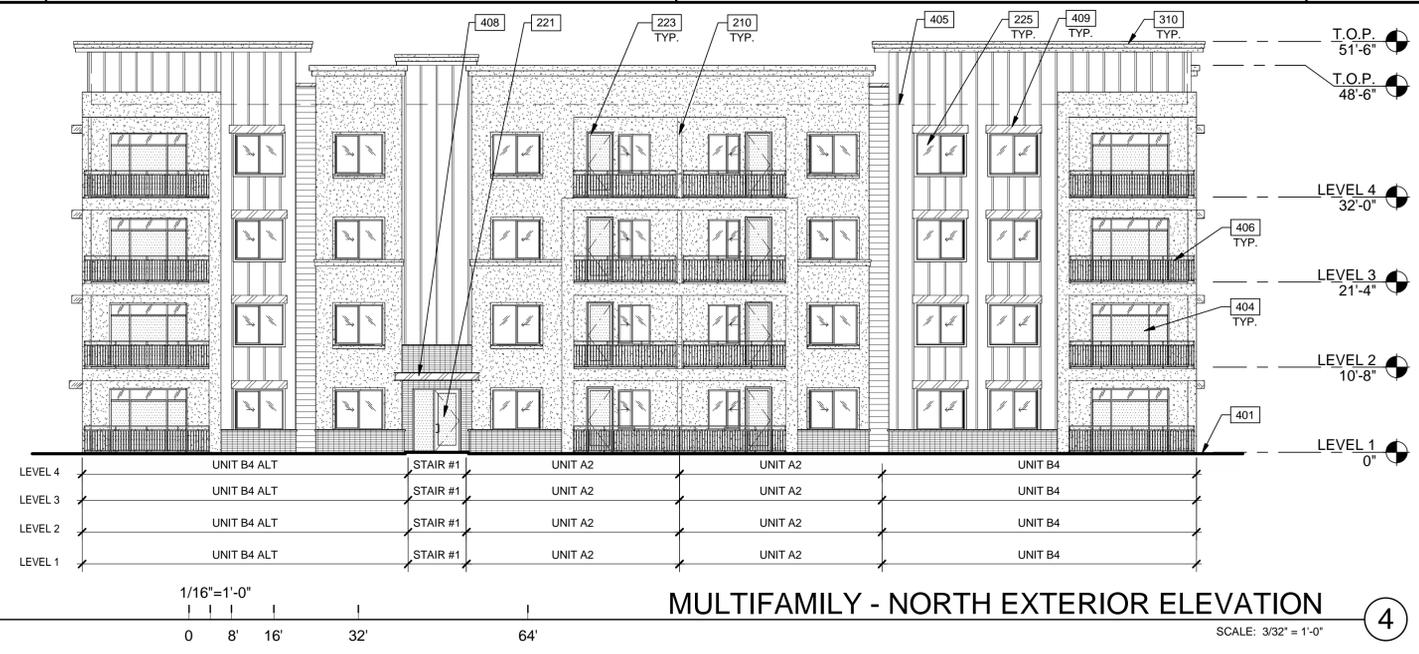 408
221
223
TYP.
210
TYP.
405
225
TYP.
409
TYP.
310
TYP.
T.O.P.
51'-6"
T.O.P.
48'-6"
LEVEL 4
32'-0"
406
TYP.
LEVEL 3
21'-4"
404
TYP.
LEVEL 2
10'-8"
401
LEVEL 1
0"
LEVEL 4 UNIT B4 ALT STAIR #1 UNIT A2 UNIT A2 UNIT B4
LEVEL 3 UNIT B4 ALT STAIR #1 UNIT A2 UNIT A2 UNIT B4
LEVEL 2 UNIT B4 ALT STAIR #1 UNIT A2 UNIT A2 UNIT B4
LEVEL 1 UNIT B4 ALT STAIR #1 UNIT A2 UNIT A2 UNIT B4
1/16"=1'-0"
0 8' 16' 32' 64'
MULTIFAMILY - NORTH EXTERIOR ELEVATION
SCALE: 3/32" = 1'-0"
4